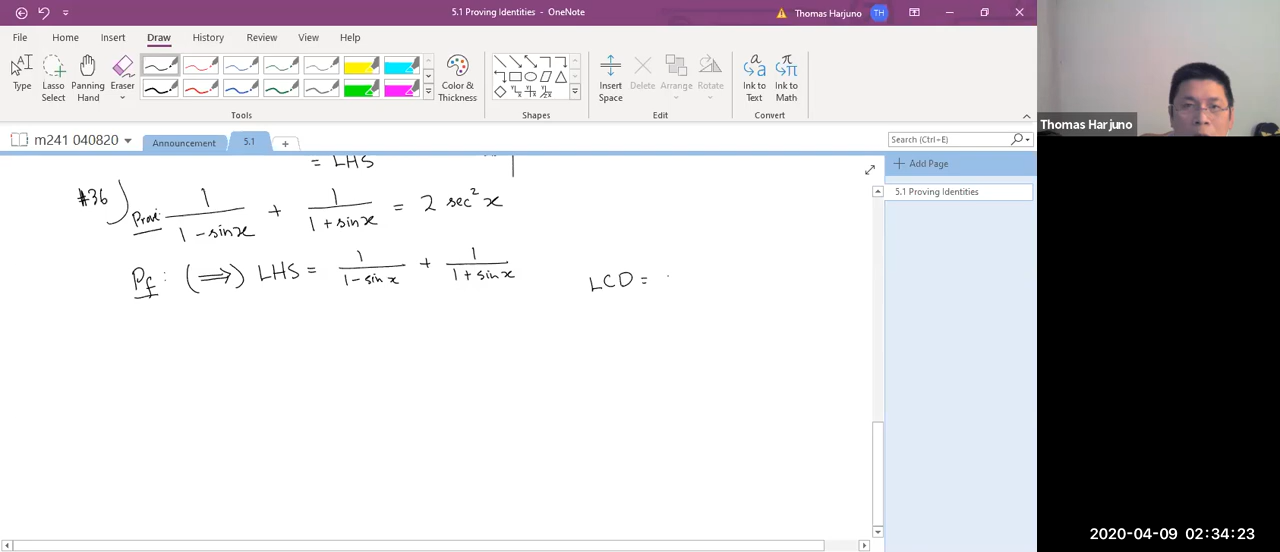 5.1 Proving Identities - OneNote
Thomas Harjuno TH
File Home Insert Draw History Review View Help
Type Lasso Select Panning Hand Eraser Color & Thickness Insert Space Delete Arrange Rotate Ink to Text Ink to Math
Tools Shapes Edit Convert
m241 040820 Announcement 5.1 Search (Ctrl+E)
Add Page
5.1 Proving Identities
Thomas Harjuno
= LHS
#36) Prove 1/(1 - sin x) + 1/(1 + sin x) = 2 sec² x
Pf: (⟹) LHS = 1/(1 - sin x) + 1/(1 + sin x) LCD =
2020-04-09 02:34:23